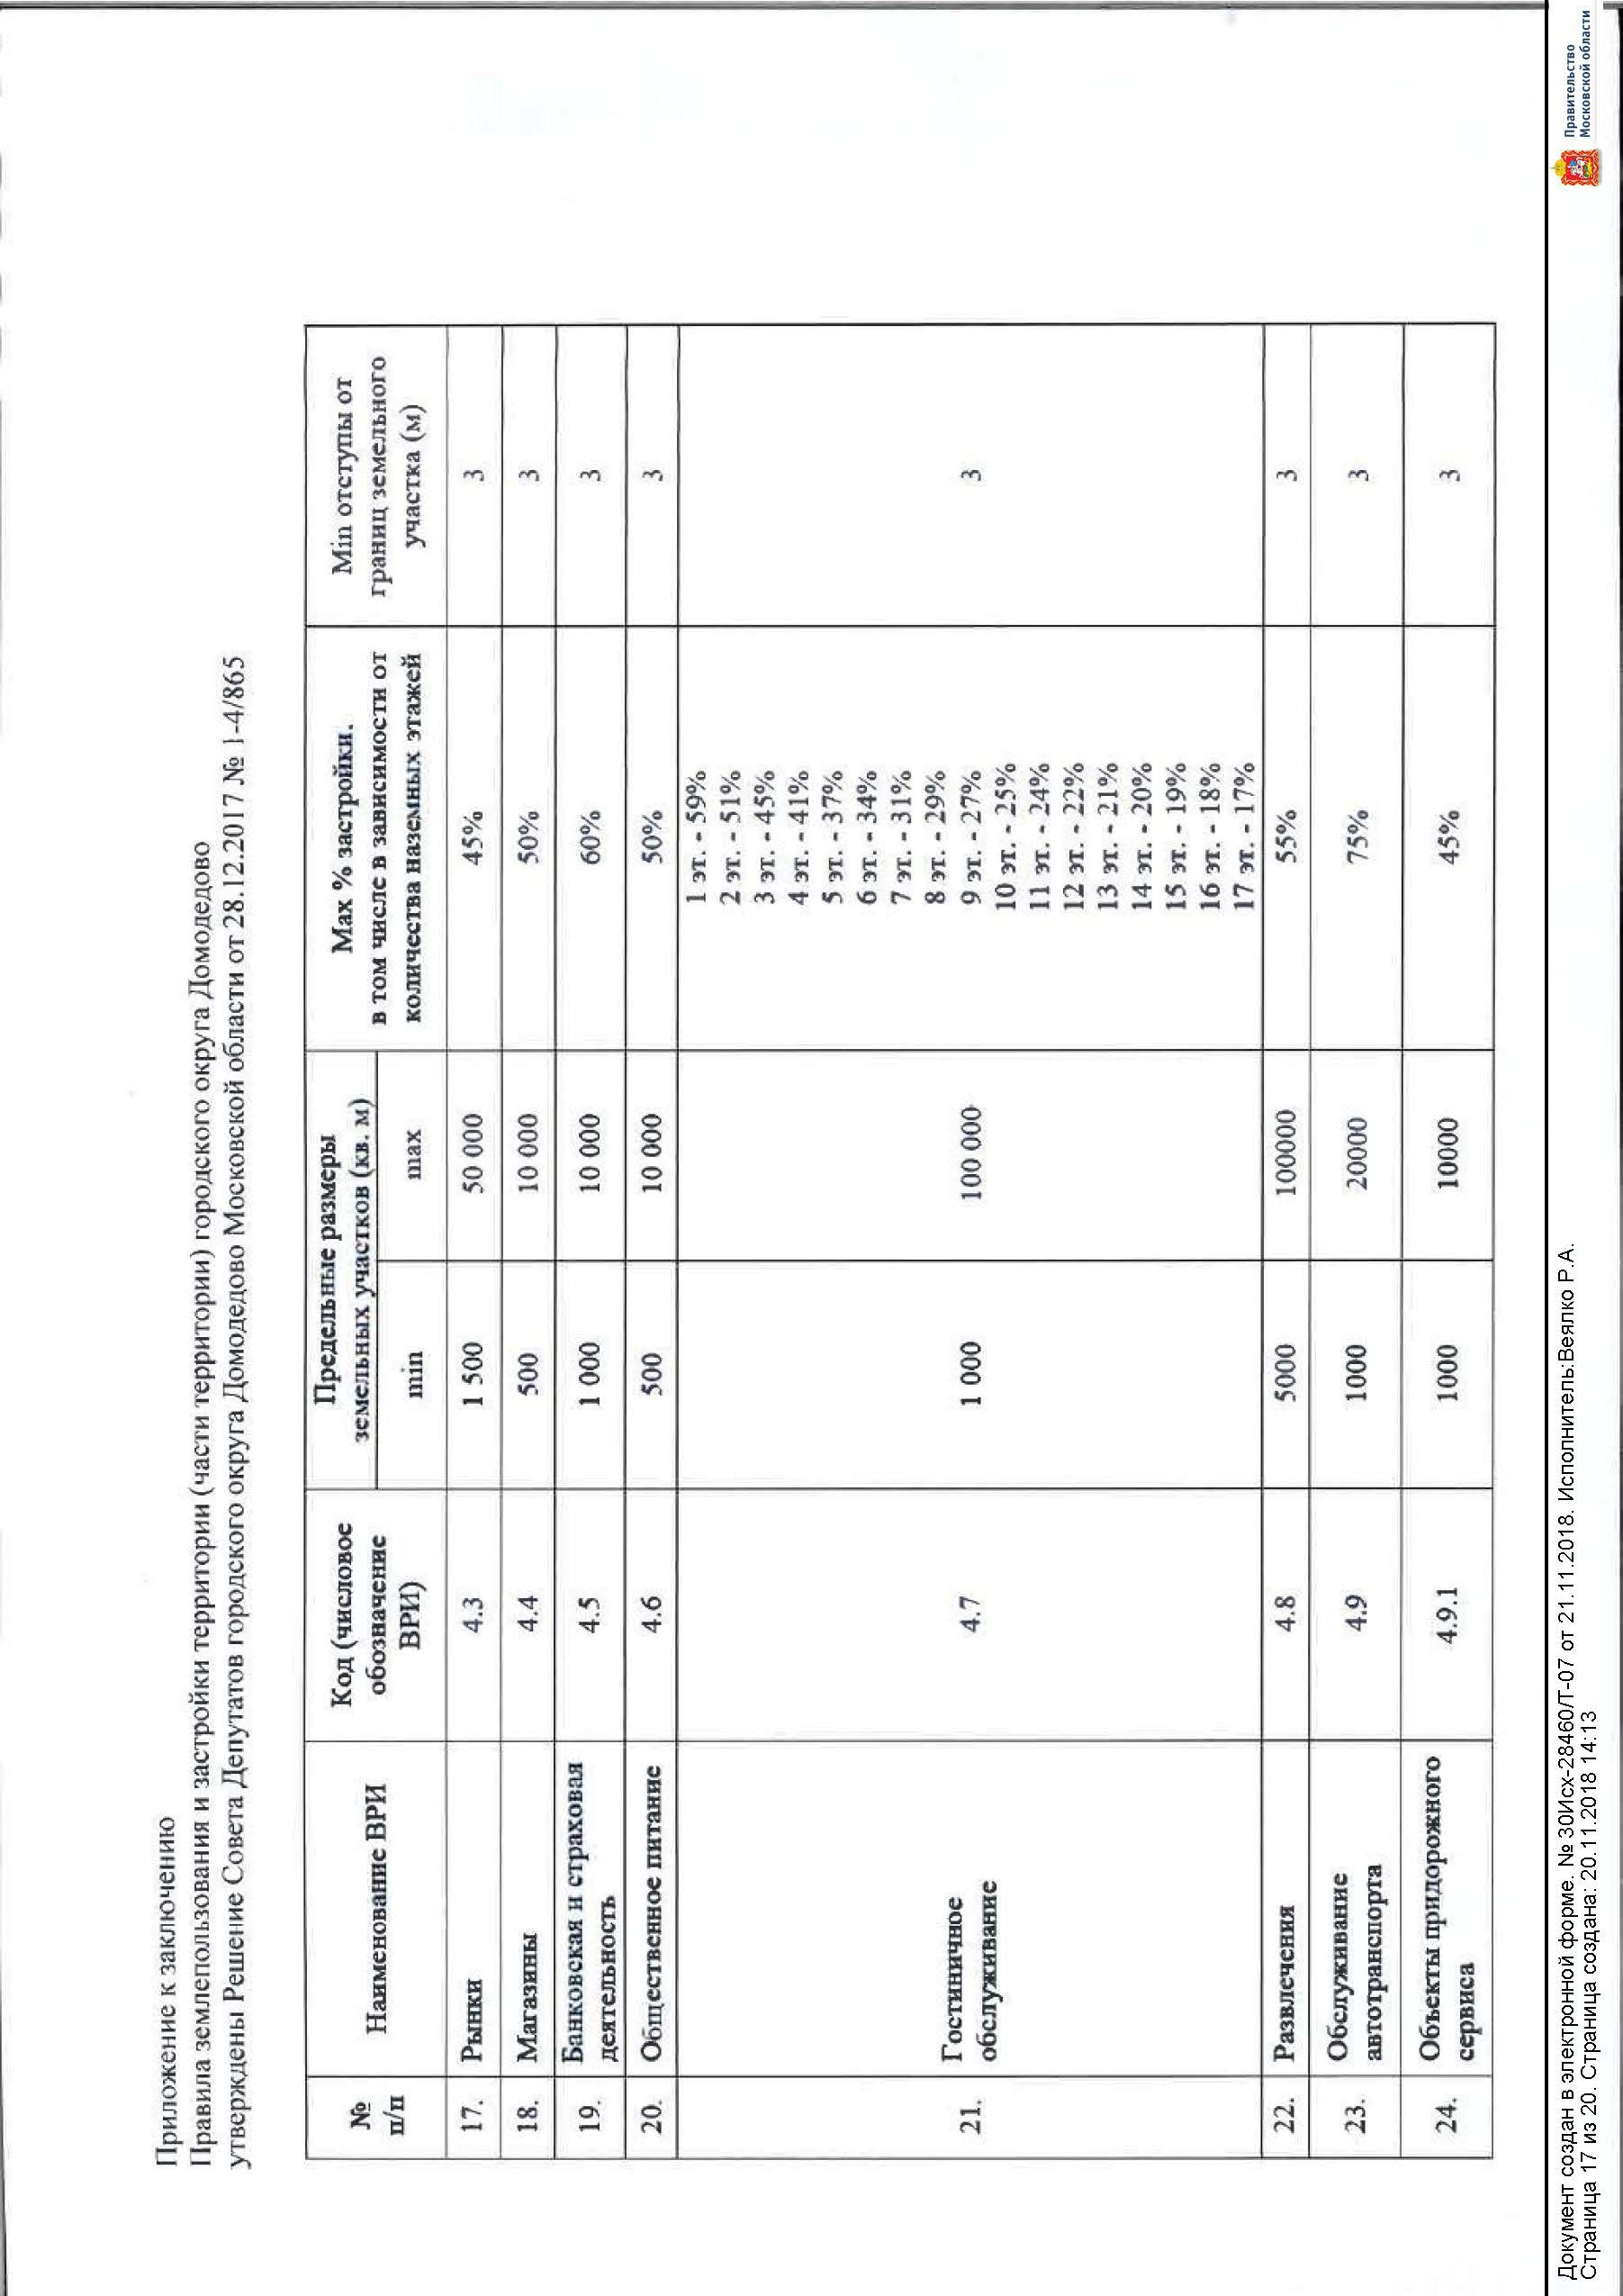 Приложение к заключению
Правила землепользования и застройки территории (части территории) городского округа Домодедово
утверждены Решение Совета Депутатов городского округа Домодедово Московской области от 28.12.2017 № 1-4/865
№ п/п
Наименование ВРИ
Код (числовое
обозначение
ВРИ)
Предельные размеры
земельных участков (кв. м)
min
max
Max % застройки.
в том числе в зависимости от
количества наземных этажей
Min отступы от
границ земельного
участка (м)
17. Рынки 4.3 1 500 50 000 45% 3
18. Магазины 4.4 500 10 000 50% 3
19. Банковская и страховая
деятельность 4.5 1 000 10 000 60% 3
20. Общественное питание 4.6 500 10 000 50% 3
21. Гостиничное
обслуживание 4.7 1 000 100 000
1 эт. - 59%
2 эт. - 51%
3 эт. - 45%
4 эт. - 41%
5 эт. - 37%
6 эт. - 34%
7 эт. - 31%
8 эт. - 29%
9 эт. - 27%
10 эт. - 25%
11 эт. - 24%
12 эт. - 22%
13 эт. - 21%
14 эт. - 20%
15 эт. - 19%
16 эт. - 18%
17 эт. - 17%
3
22. Развлечения 4.8 5000 100000 55% 3
23. Обслуживание
автотранспорта 4.9 1000 20000 75% 3
24. Объекты придорожного
сервиса 4.9.1 1000 10000 45% 3
Документ создан в электронной форме. № 30Исх-28460/Т-07 от 21.11.2018. Исполнитель:Веялко Р.А.
Страница 17 из 20. Страница создана: 20.11.2018 14:13
Правительство
Московской области